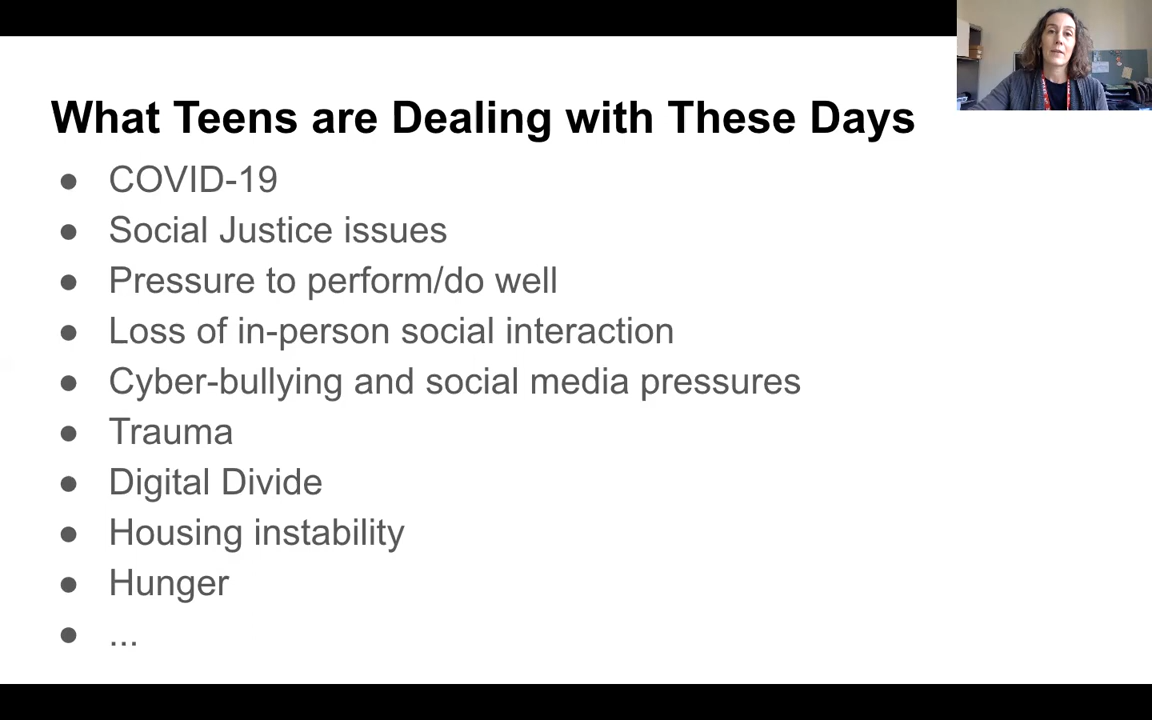 What Teens are Dealing with These Days
● COVID-19
● Social Justice issues
● Pressure to perform/do well
● Loss of in-person social interaction
● Cyber-bullying and social media pressures
● Trauma
● Digital Divide
● Housing instability
● Hunger
● ...